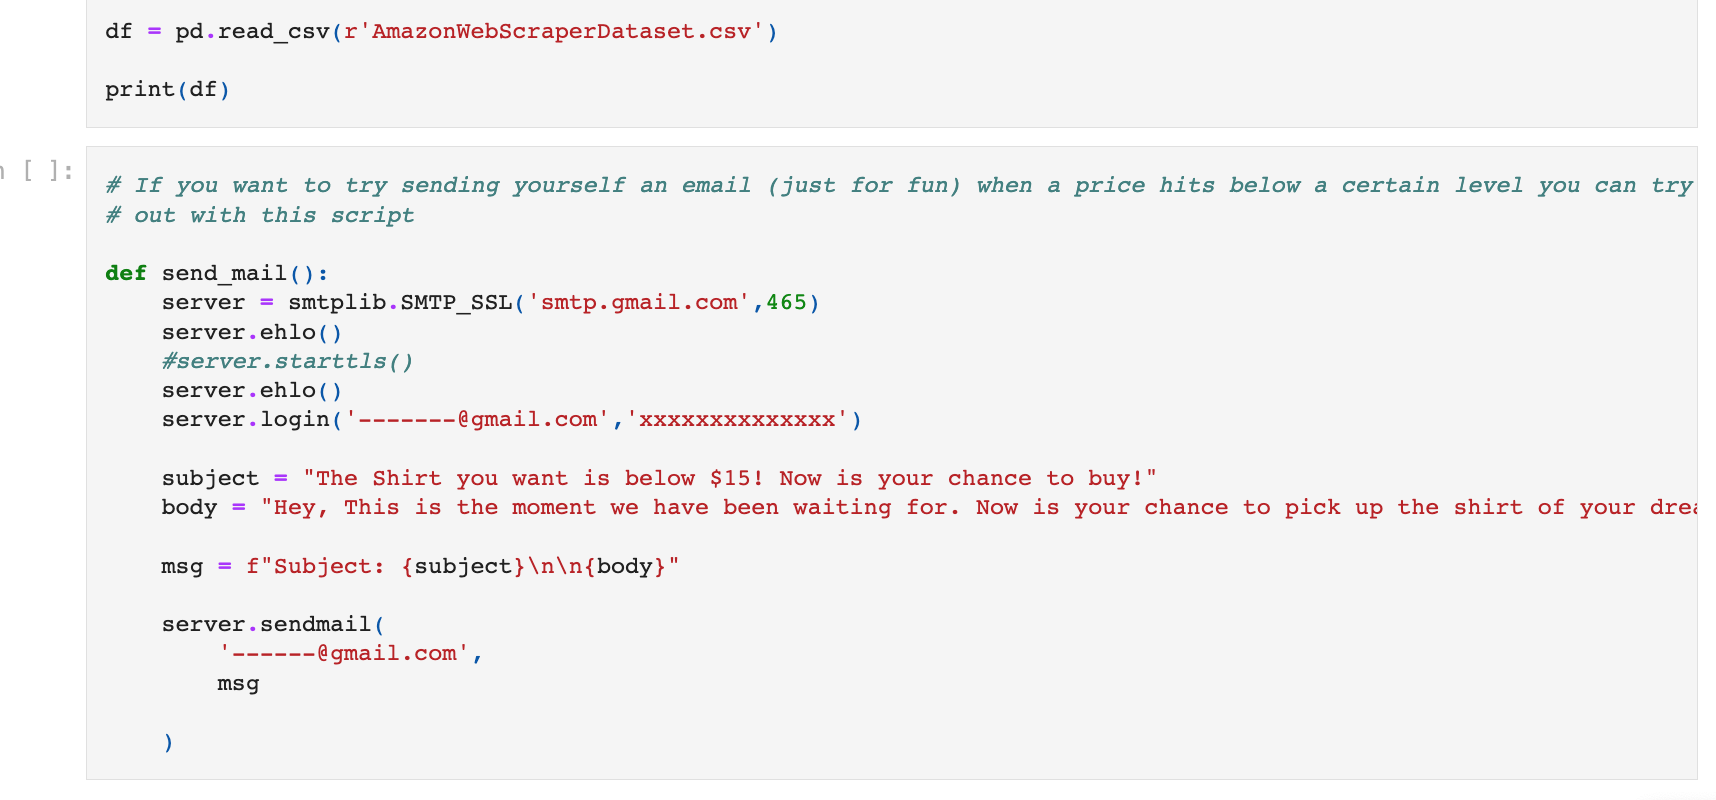 df = pd.read_csv(r'AmazonWebScraperDataset.csv')
print(df)
[ ]:
# If you want to try sending yourself an email (just for fun) when a price hits below a certain level you can try
# out with this script
def send_mail():
    server = smtplib.SMTP_SSL('smtp.gmail.com',465)
    server.ehlo()
    #server.starttls()
    server.ehlo()
    server.login('-------@gmail.com','xxxxxxxxxxxxxx')
    subject = "The Shirt you want is below $15! Now is your chance to buy!"
    body = "Hey, This is the moment we have been waiting for. Now is your chance to pick up the shirt of your
    msg = f"Subject: {subject}\n\n{body}"
    server.sendmail(
        '------@gmail.com',
        msg
    )